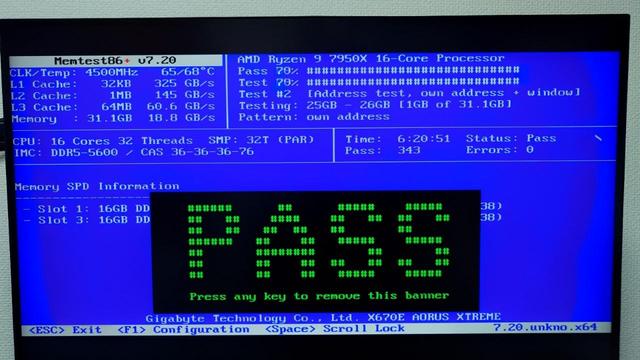 Memtest86+ v7.20
AMD Ryzen 9 7950X 16-Core Processor
CLK/Temp: 4500MHz 65/68°C
Pass 70% ##############################
L1 Cache: 32KB 325 GB/s
Test 70% ##############################
L2 Cache: 1MB 145 GB/s
Test #2 [Address test, own address + window]
L3 Cache: 64MB 60.6 GB/s
Testing: 25GB - 26GB [1GB of 31.1GB]
Memory : 31.1GB 18.8 GB/s
Pattern: own address
CPU: 16 Cores 32 Threads SMP: 32T (PAR)
Time: 6:20:51 Status: Pass \
IMC: DDR5-5600 / CAS 36-36-36-76
Pass: 343 Errors: 0
Memory SPD Information
- Slot 1: 16GB DD
38)
- Slot 3: 16GB DD
38)
PASS
Press any key to remove this banner
Gigabyte Technology Co., Ltd. X670E AORUS XTREME
<ESC> Exit <F1> Configuration <Space> Scroll Lock 7.20.unkno.x64